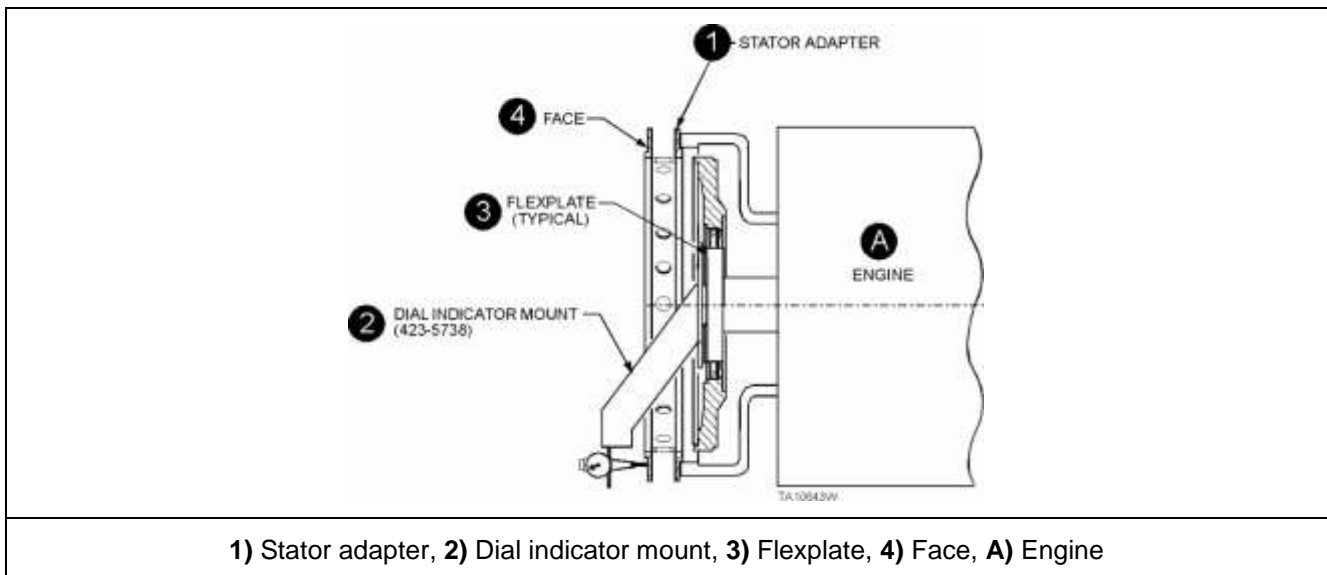 1 STATOR ADAPTER
4 FACE
3 FLEXPLATE
(TYPICAL)
A
ENGINE
2 DIAL INDICATOR MOUNT
(423-5738)
TA10643W
1) Stator adapter, 2) Dial indicator mount, 3) Flexplate, 4) Face, A) Engine